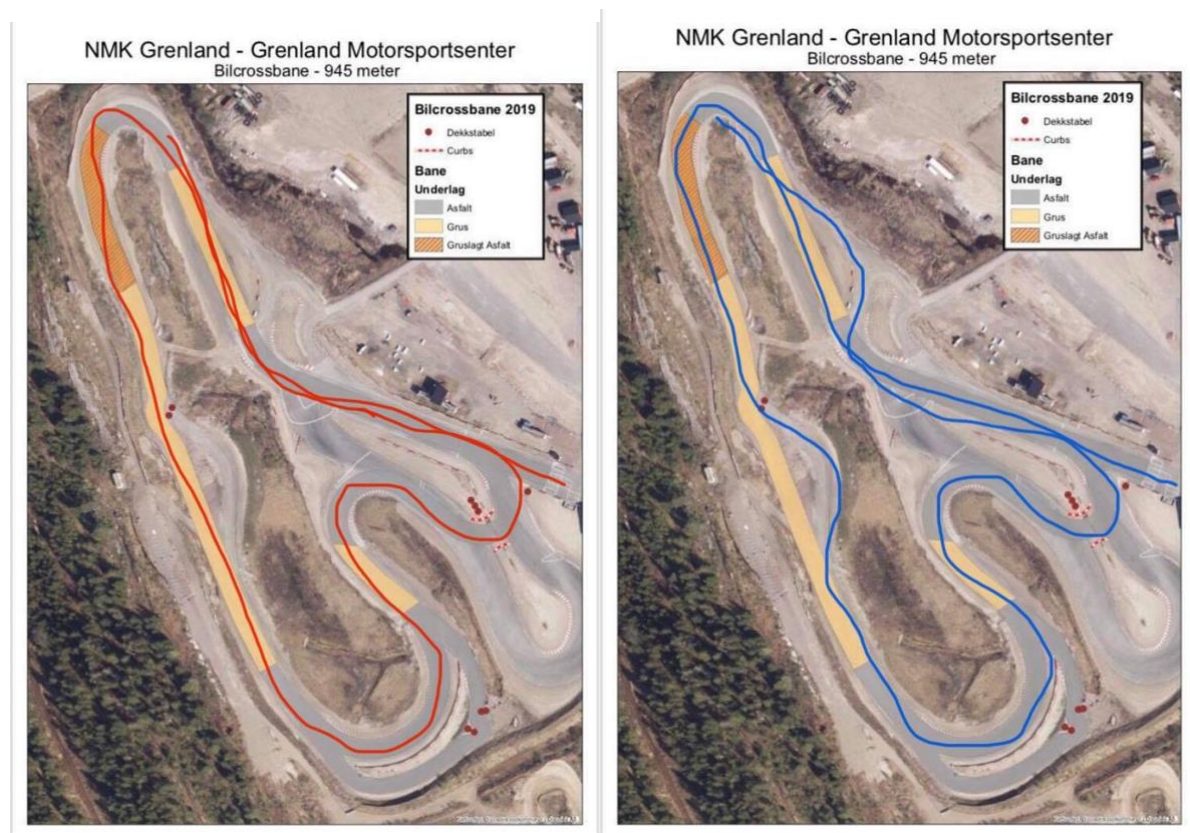 NMK Grenland - Grenland Motorsportsenter
Bilcrossbane - 945 meter
Bilcrossbane 2019
Dekkstabel
Curbs
Bane
Underlag
Asfalt
Grus
Gruslagt Asfalt
NMK Grenland - Grenland Motorsportsenter
Bilcrossbane - 945 meter
Bilcrossbane 2019
Dekkstabel
Curbs
Bane
Underlag
Asfalt
Grus
Gruslagt Asfalt